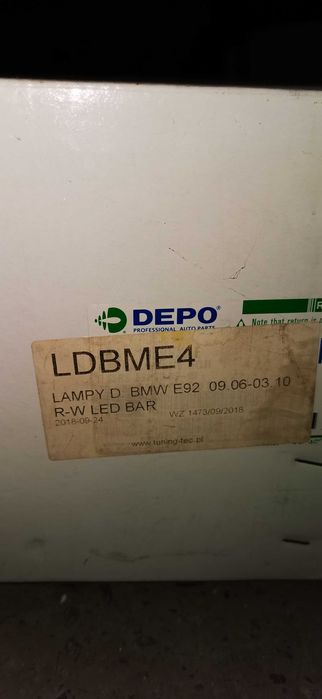 DEPO®
PROFESSIONAL AUTO PARTS
Note that return is
LDBME4
LAMPY D. BMW E92 09.06-03.10
R-W LED BAR
2018-09-24
WZ 1473/09/2018
www.tuning-tec.pl